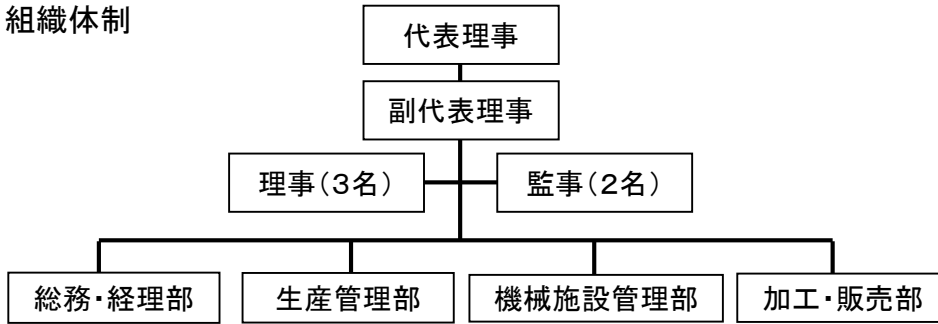 組織体制
代表理事
副代表理事
理事(3名)
監事(2名)
総務・経理部
生産管理部
機械施設管理部
加工・販売部